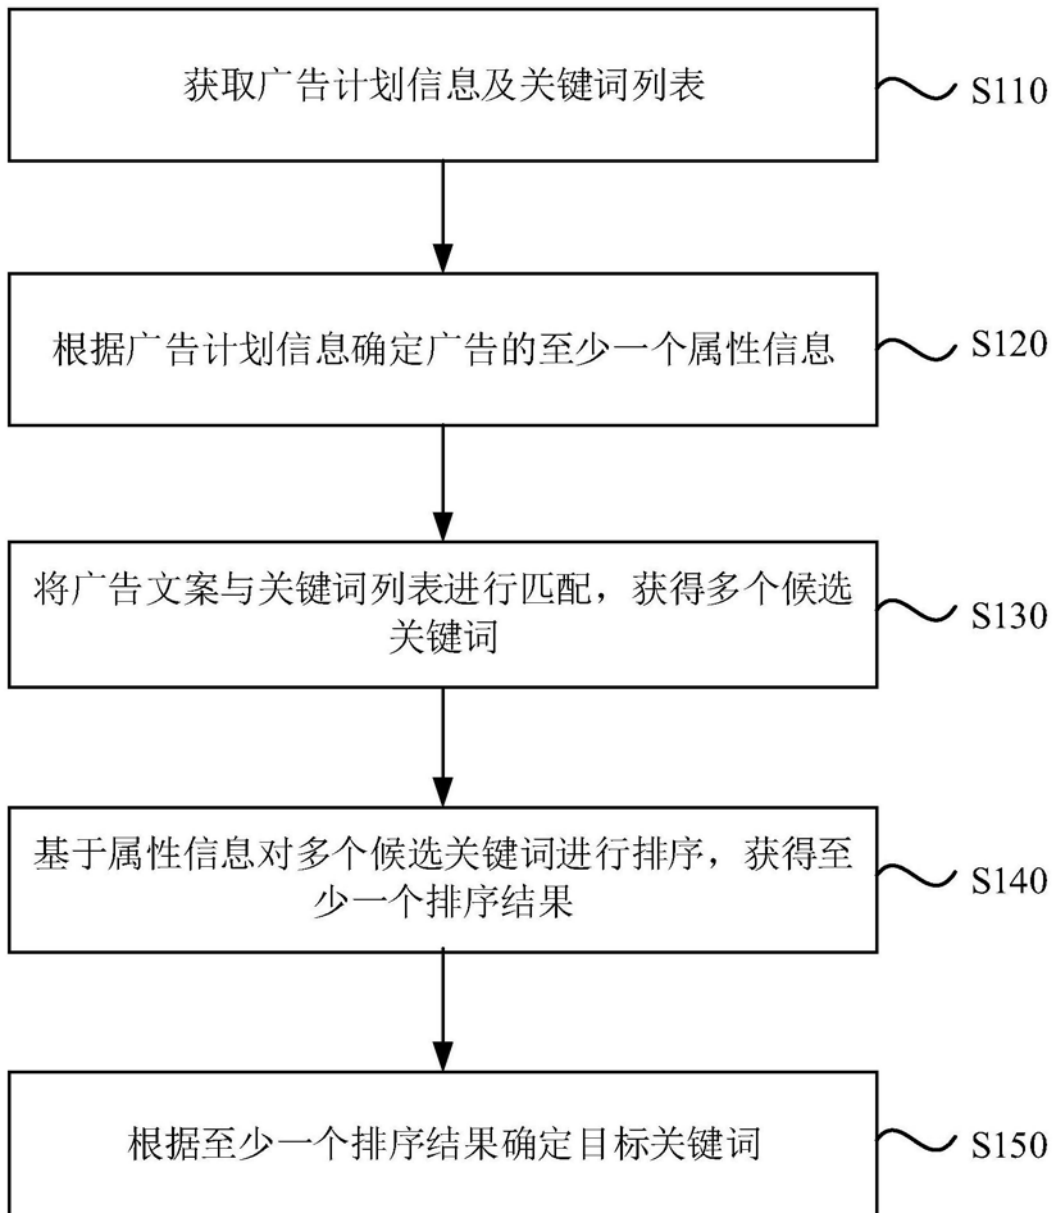 获取广告计划信息及关键词列表
S110
根据广告计划信息确定广告的至少一个属性信息
S120
将广告文案与关键词列表进行匹配，获得多个候选
关键词
S130
基于属性信息对多个候选关键词进行排序，获得至
少一个排序结果
S140
根据至少一个排序结果确定目标关键词
S150